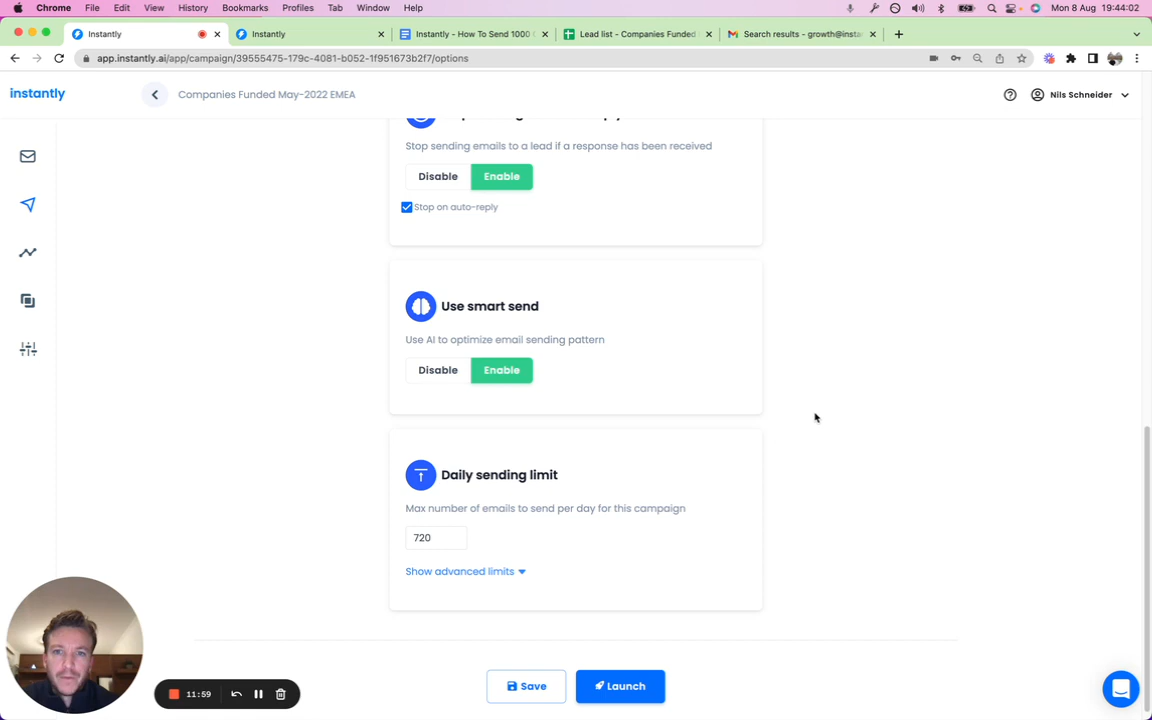 Chrome File Edit View History Bookmarks Profiles Tab Window Help Mon 8 Aug 19:44:02
Instantly Instantly Instantly - How To Send 1000 Lead list - Companies Funded Search results - growth@insta
app.instantly.ai/app/campaign/39555475-179c-4081-b052-1f951673b2f7/options
instantly Companies Funded May-2022 EMEA Nils Schneider
Stop sending emails to a lead if a response has been received
Disable Enable
Stop on auto-reply
Use smart send
Use AI to optimize email sending pattern
Disable Enable
Daily sending limit
Max number of emails to send per day for this campaign
720
Show advanced limits
Save Launch
11:59